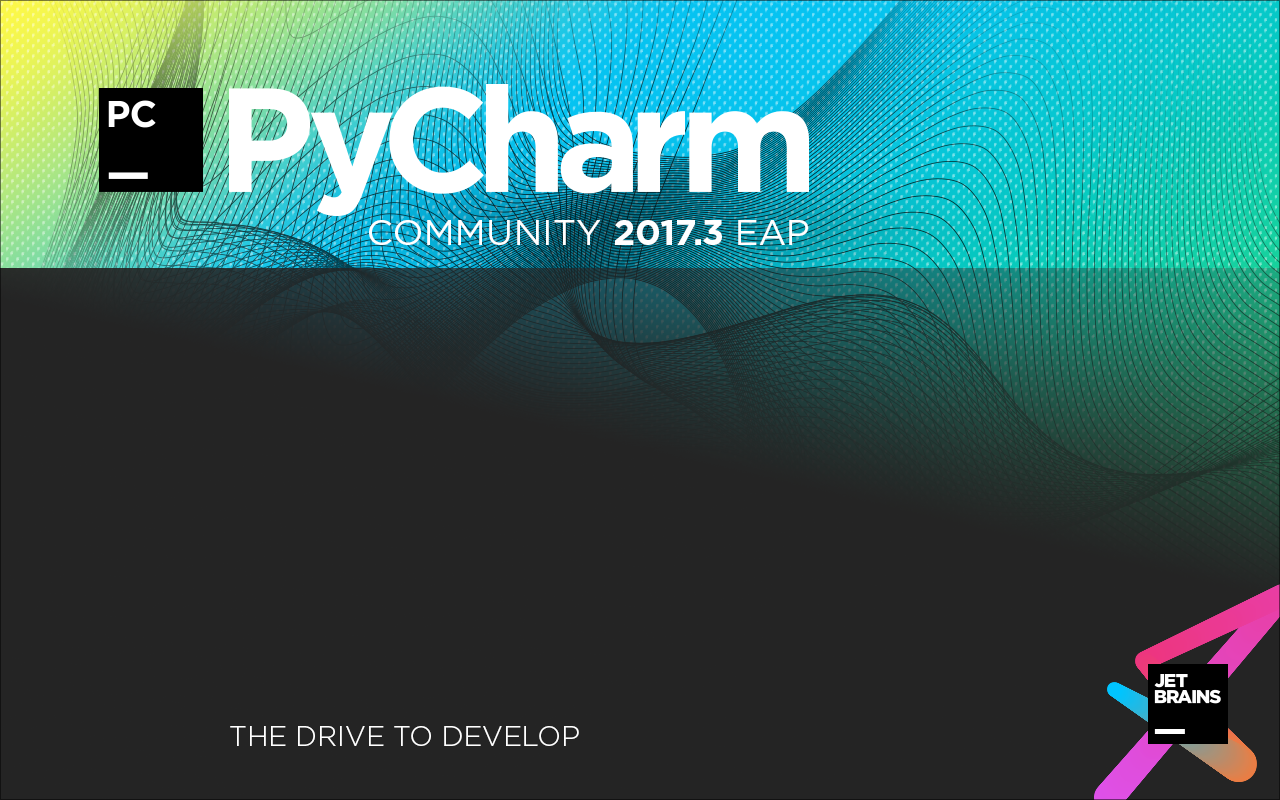 PC
PyCharm
COMMUNITY 2017.3 EAP
JET
BRAINS
THE DRIVE TO DEVELOP